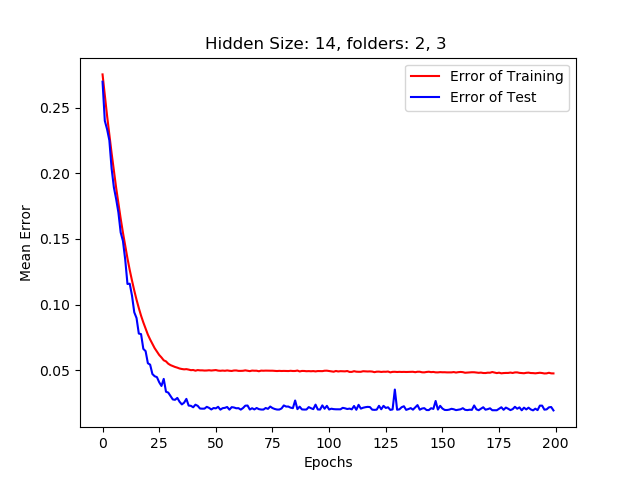 Hidden Size: 14, folders: 2, 3
Error of Training
Error of Test
Mean Error
0.25
0.20
0.15
0.10
0.05
0 25 50 75 100 125 150 175 200
Epochs